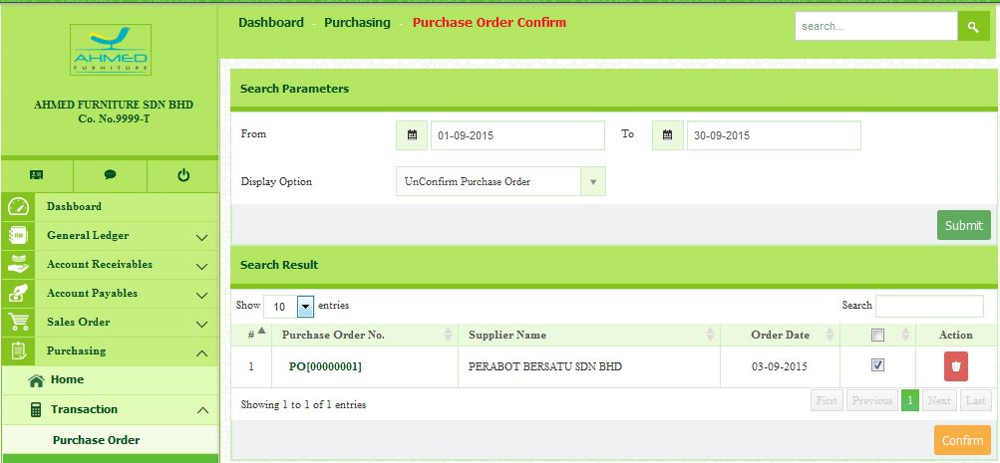 Dashboard - Purchasing - Purchase Order Confirm
search...
AHMED
FURNITURE
AHMED FURNITURE SDN BHD
Co. No.9999-T
Dashboard
RM
General Ledger
Account Receivables
Account Payables
Sales Order
Purchasing
Home
Transaction
Purchase Order
Search Parameters
From 01-09-2015 To 30-09-2015
Display Option UnConfirm Purchase Order
Submit
Search Result
Show 10 entries Search
# Purchase Order No. Supplier Name Order Date Action
1 PO[00000001] PERABOT BERSATU SDN BHD 03-09-2015
Showing 1 to 1 of 1 entries First Previous 1 Next Last
Confirm